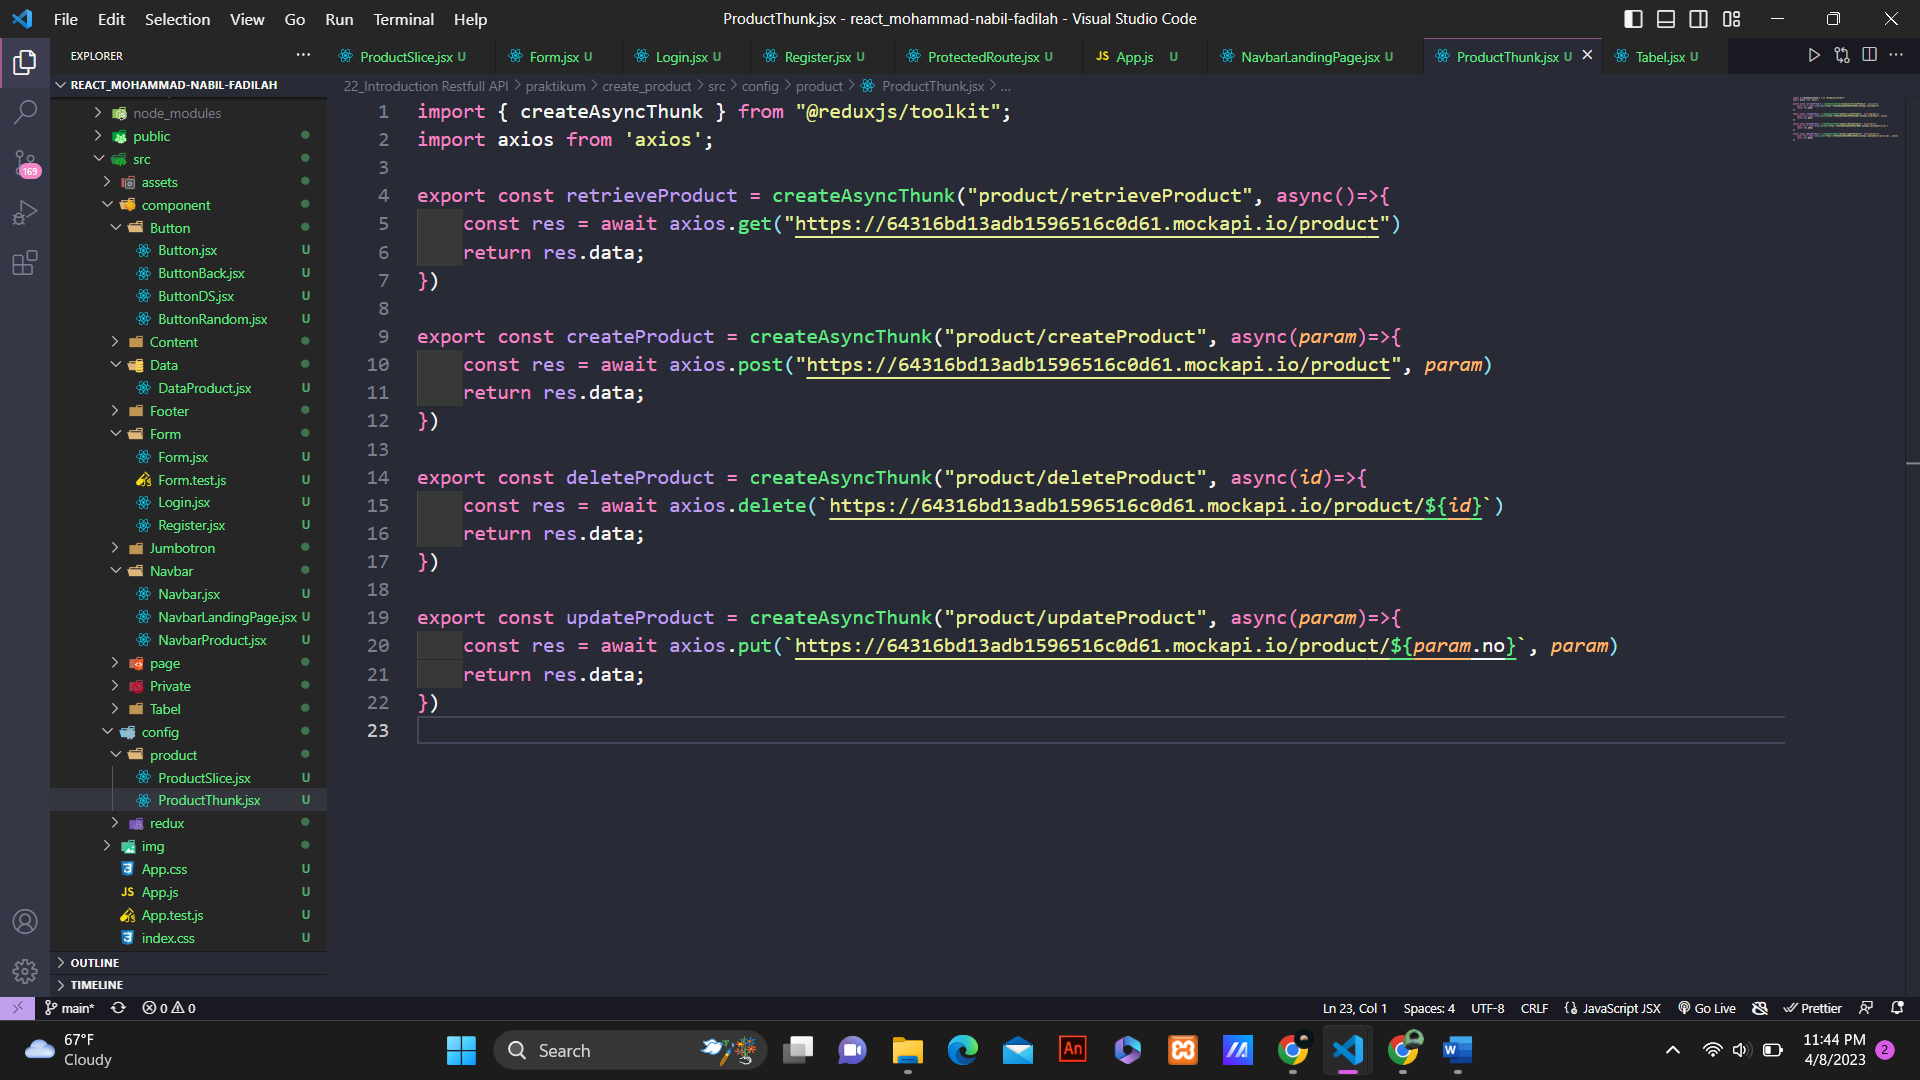 File Edit Selection View Go Run Terminal Help
ProductThunk.jsx - react_mohammad-nabil-fadilah - Visual Studio Code
EXPLORER
ProductSlice.jsx U
Form.jsx U
Login.jsx U
Register.jsx U
ProtectedRoute.jsx U
JS App.js U
NavbarLandingPage.jsx U
ProductThunk.jsx U
Tabel.jsx U
22_Introduction Restfull API > praktikum > create_product > src > config > product > ProductThunk.jsx > ...
REACT_MOHAMMAD-NABIL-FADILAH
node_modules
public
src
assets
component
Button
Button.jsx U
ButtonBack.jsx U
ButtonDS.jsx U
ButtonRandom.jsx U
Content
Data
DataProduct.jsx U
Footer
Form
Form.jsx U
Form.test.js U
Login.jsx U
Register.jsx U
Jumbotron
Navbar
Navbar.jsx U
NavbarLandingPage.jsx U
NavbarProduct.jsx U
page
Private
Tabel
config
product
ProductSlice.jsx U
ProductThunk.jsx U
redux
img
App.css U
JS App.js U
App.test.js U
index.css U
OUTLINE
TIMELINE
169
1 import { createAsyncThunk } from "@reduxjs/toolkit";
2 import axios from 'axios';
3
4 export const retrieveProduct = createAsyncThunk("product/retrieveProduct", async()=>{
5 const res = await axios.get("https://64316bd13adb1596516c0d61.mockapi.io/product")
6 return res.data;
7 })
8
9 export const createProduct = createAsyncThunk("product/createProduct", async(param)=>{
10 const res = await axios.post("https://64316bd13adb1596516c0d61.mockapi.io/product", param)
11 return res.data;
12 })
13
14 export const deleteProduct = createAsyncThunk("product/deleteProduct", async(id)=>{
15 const res = await axios.delete(`https://64316bd13adb1596516c0d61.mockapi.io/product/${id}`)
16 return res.data;
17 })
18
19 export const updateProduct = createAsyncThunk("product/updateProduct", async(param)=>{
20 const res = await axios.put(`https://64316bd13adb1596516c0d61.mockapi.io/product/${param.no}`, param)
21 return res.data;
22 })
23
main* 0 0
Ln 23, Col 1 Spaces: 4 UTF-8 CRLF {} JavaScript JSX Go Live Prettier
67°F
Cloudy
Search
An
11:44 PM
4/8/2023
2